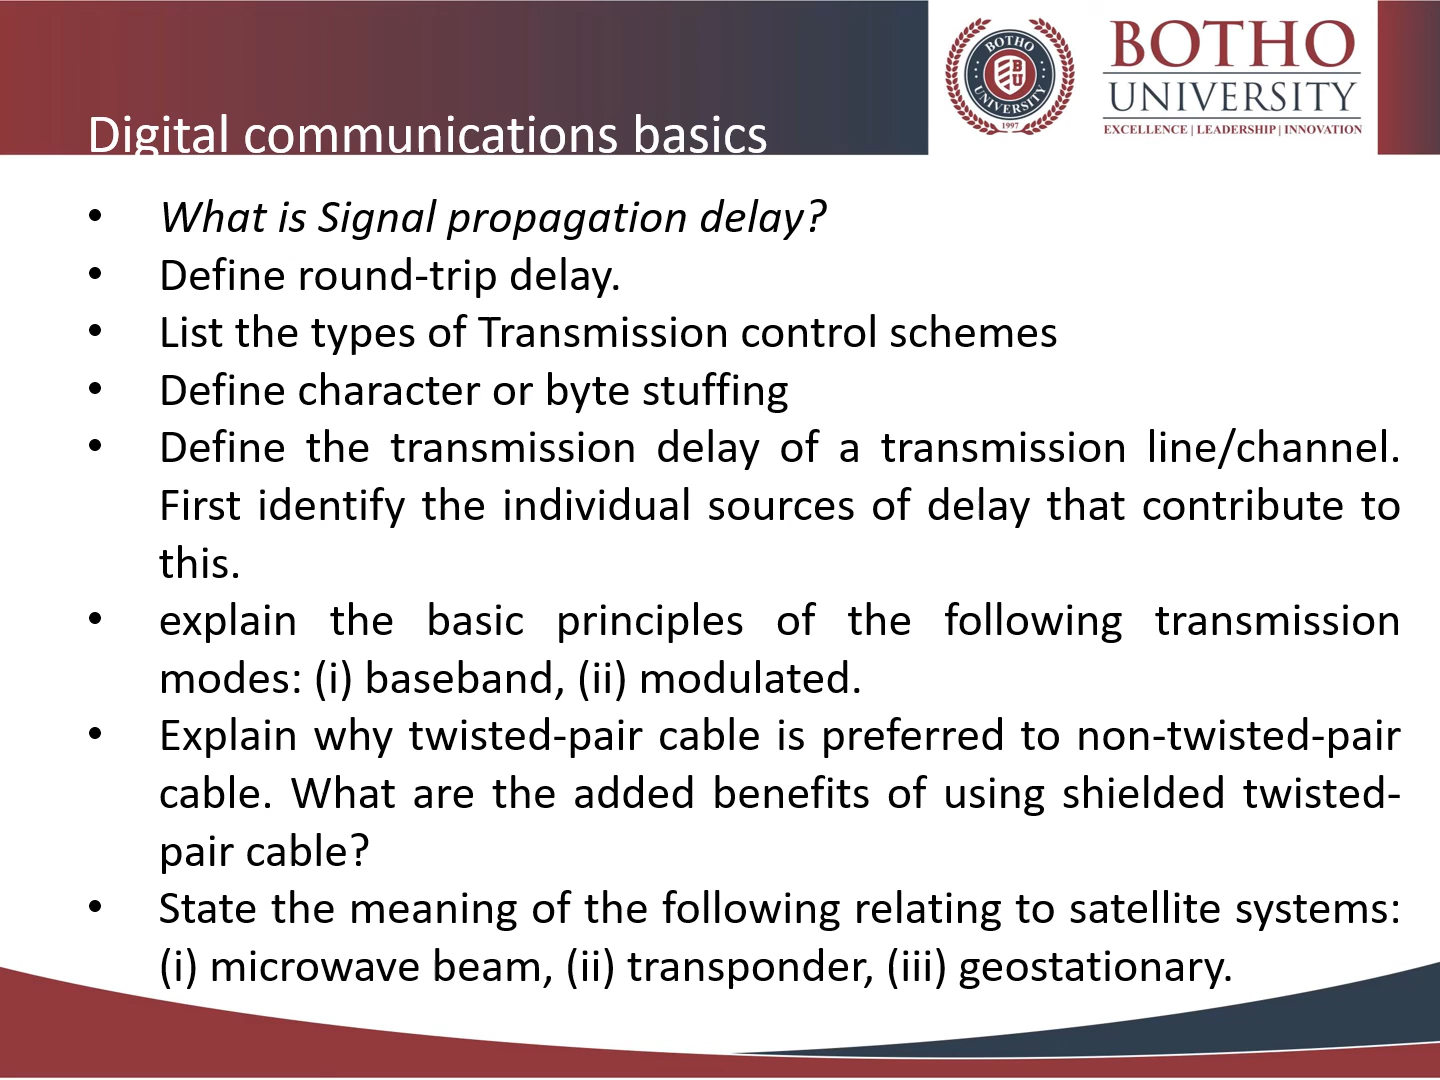 BOTHO
UNIVERSITY
1997
BU
BOTHO
UNIVERSITY
EXCELLENCE | LEADERSHIP | INNOVATION
Digital communications basics
• What is Signal propagation delay?
• Define round-trip delay.
• List the types of Transmission control schemes
• Define character or byte stuffing
• Define the transmission delay of a transmission line/channel.
First identify the individual sources of delay that contribute to
this.
• explain the basic principles of the following transmission
modes: (i) baseband, (ii) modulated.
• Explain why twisted-pair cable is preferred to non-twisted-pair
cable. What are the added benefits of using shielded twisted-
pair cable?
• State the meaning of the following relating to satellite systems:
(i) microwave beam, (ii) transponder, (iii) geostationary.